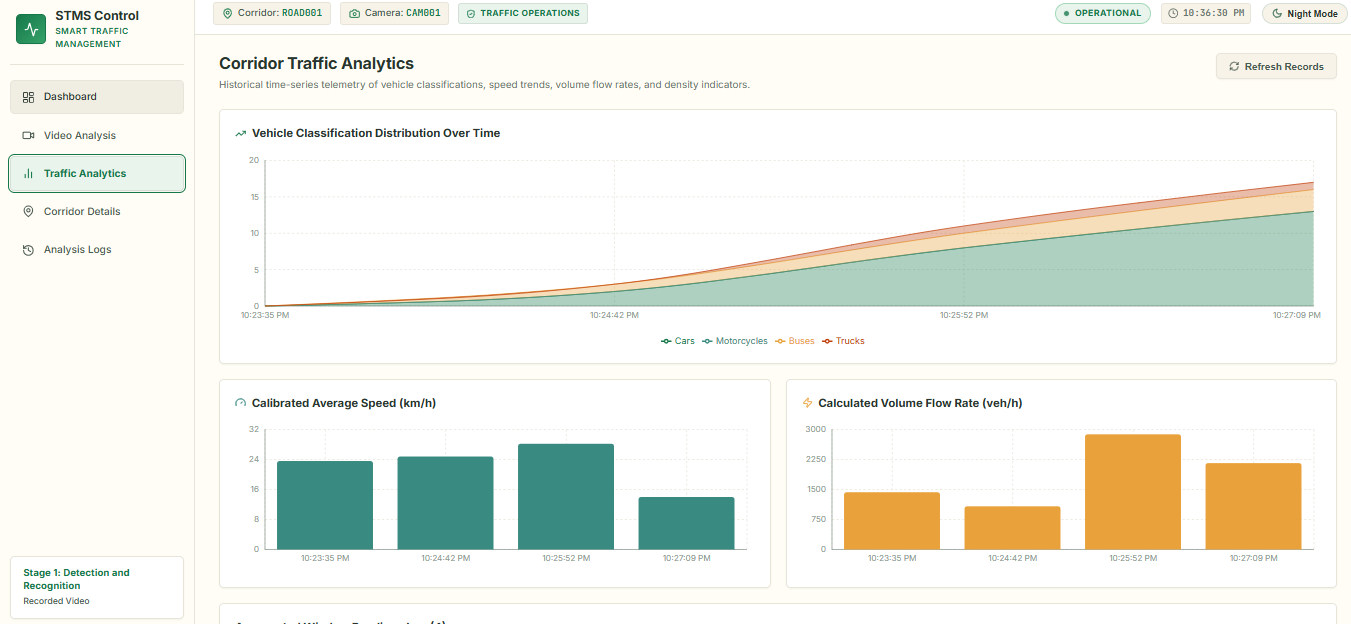 STMS Control
SMART TRAFFIC
MANAGEMENT
Dashboard
Video Analysis
Traffic Analytics
Corridor Details
Analysis Logs
Stage 1: Detection and
Recognition
Recorded Video
Corridor: ROAD001
Camera: CAM001
TRAFFIC OPERATIONS
OPERATIONAL
10:36:30 PM
Night Mode
Corridor Traffic Analytics
Historical time-series telemetry of vehicle classifications, speed trends, volume flow rates, and density indicators.
Refresh Records
Vehicle Classification Distribution Over Time
20
15
10
5
0
10:23:35 PM 10:24:42 PM 10:25:52 PM 10:27:09 PM
Cars Motorcycles Buses Trucks
Calibrated Average Speed (km/h)
32
24
16
8
0
10:23:35 PM 10:24:42 PM 10:25:52 PM 10:27:09 PM
Calculated Volume Flow Rate (veh/h)
3000
2250
1500
750
0
10:23:35 PM 10:24:42 PM 10:25:52 PM 10:27:09 PM